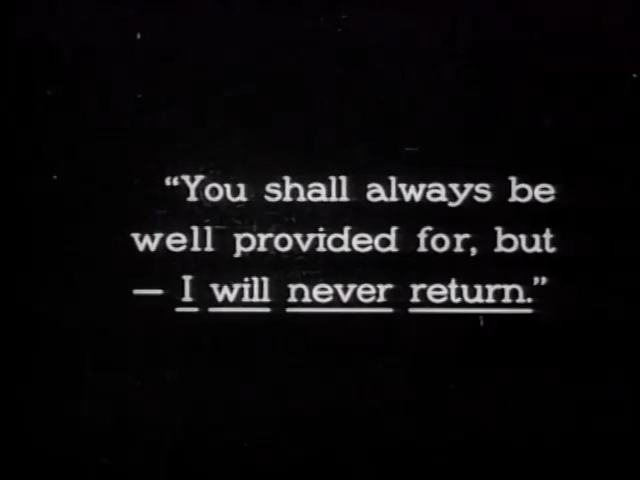 “You shall always be
well provided for, but
— I will never return.”